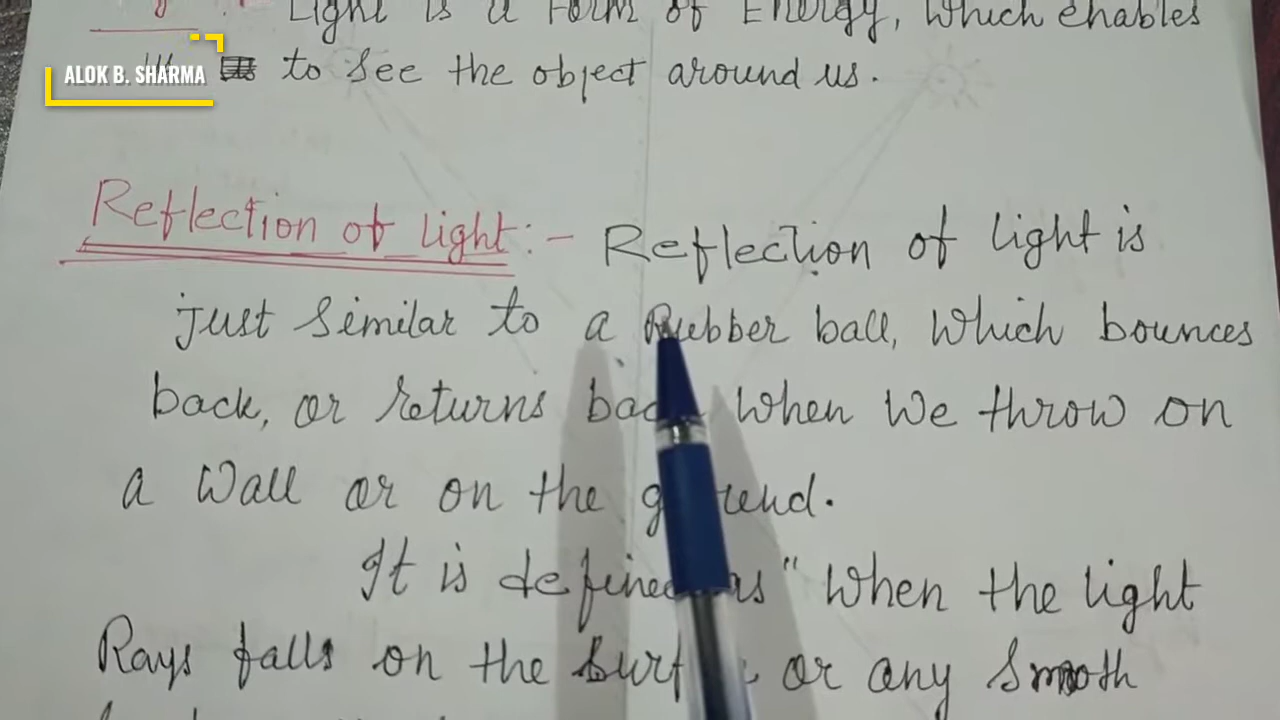 Light is a Form of Energy, Which enables
ALOK B. SHARMA
to See the object around us.
Reflection of Light :- Reflection of light is
just Similar to a Rubber ball, Which bounces
back, or returns back When We throw on
a Wall or on the ground.
It is defined as "When the light
Rays falls on the Surface or any Smooth